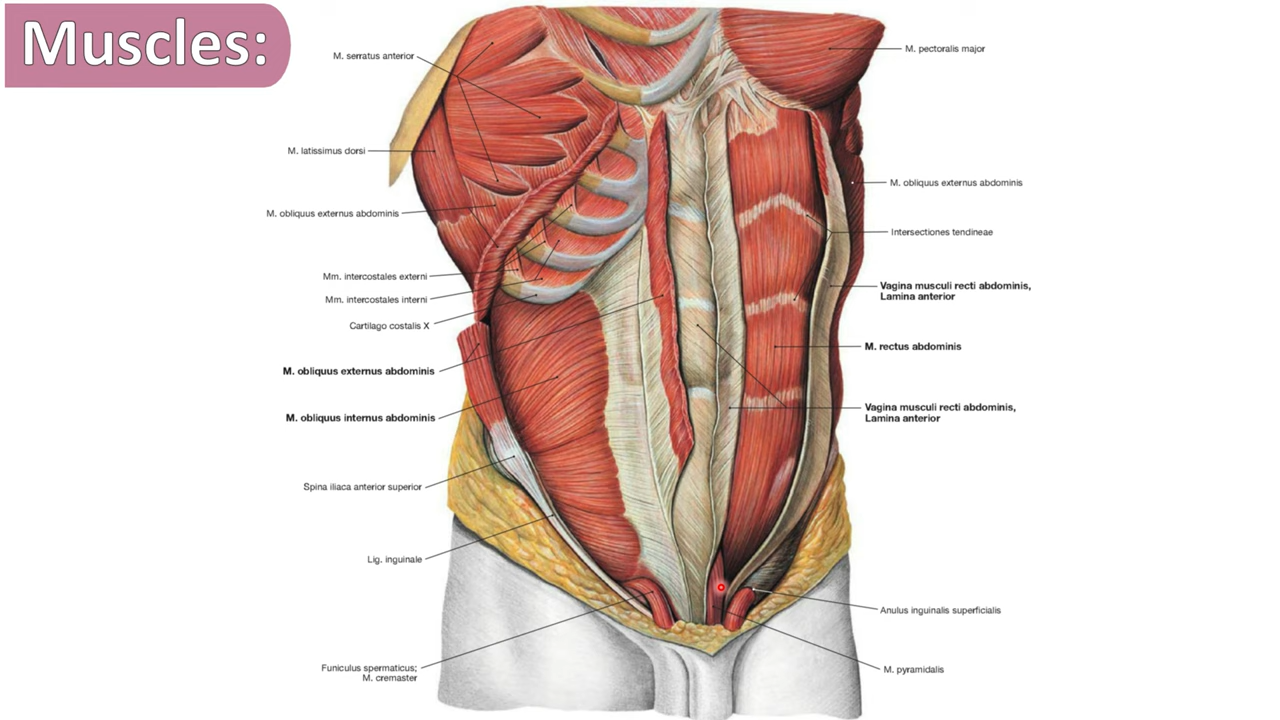 Muscles:
M. serratus anterior
M. latissimus dorsi
M. obliquus externus abdominis
Mm. intercostales externi
Mm. intercostales interni
Cartilago costalis X
M. obliquus externus abdominis
M. obliquus internus abdominis
Spina iliaca anterior superior
Lig. inguinale
Funiculus spermaticus;
M. cremaster
M. pectoralis major
M. obliquus externus abdominis
Intersectiones tendineae
Vagina musculi recti abdominis,
Lamina anterior
M. rectus abdominis
Vagina musculi recti abdominis,
Lamina anterior
Anulus inguinalis superficialis
M. pyramidalis